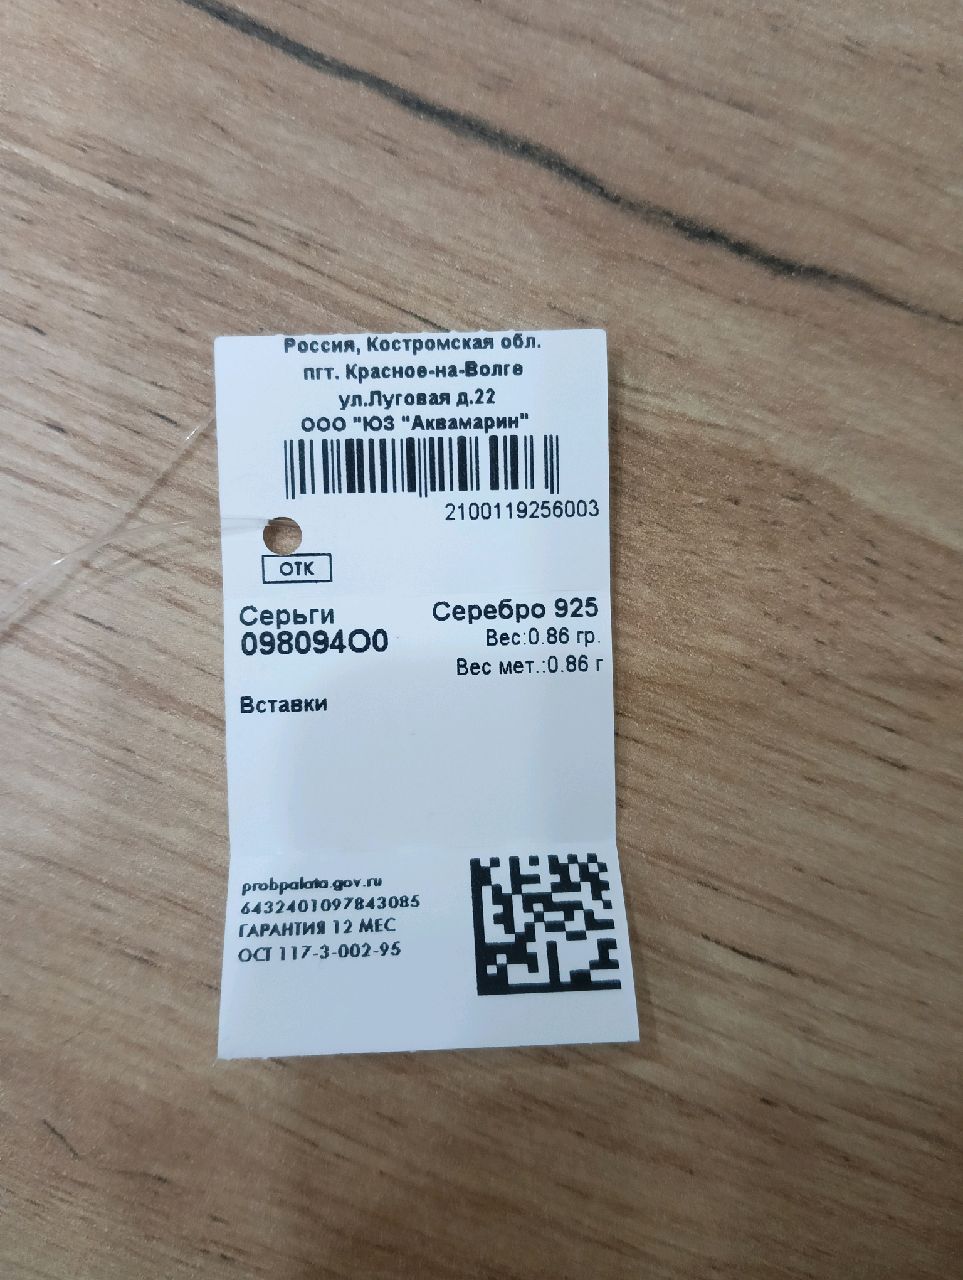 Россия, Костромская обл.
пгт. Красное-на-Волге
ул.Луговая д.22
ООО "ЮЗ "Аквамарин"
2100119256003
ОТК
Серьги
Серебро 925
098094О0
Вес:0.86 гр.
Вес мет.:0.86 г
Вставки
probpalata.gov.ru
6432401097843085
ГАРАНТИЯ 12 МЕС
ОСТ 117-3-002-95